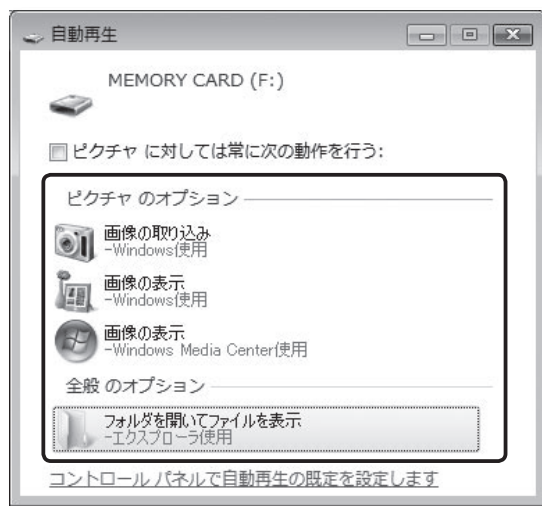 自動再生
MEMORY CARD (F:)
ピクチャ に対しては常に次の動作を行う:
ピクチャ のオプション
画像の取り込み
-Windows使用
画像の表示
-Windows使用
画像の表示
-Windows Media Center使用
全般 のオプション
フォルダを開いてファイルを表示
-エクスプローラ使用
コントロール パネルで自動再生の既定を設定します